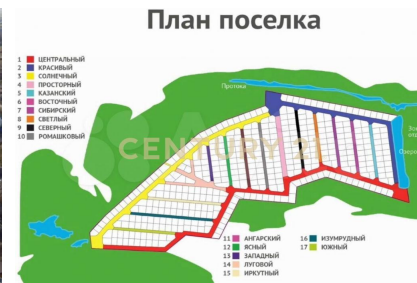 План поселка
1 ЦЕНТРАЛЬНЫЙ
2 КРАСИВЫЙ
3 СОЛНЕЧНЫЙ
4 ПРОСТОРНЫЙ
5 КАЗАНСКИЙ
6 ВОСТОЧНЫЙ
7 СИБИРСКИЙ
8 СВЕТЛЫЙ
9 СЕВЕРНЫЙ
10 РОМАШКОВЫЙ
Протока
CENTURY 21
Озеро
11 АНГАРСКИЙ
12 ЯСНЫЙ
13 ЗАПАДНЫЙ
14 ЛУГОВОЙ
15 ИРКУТНЫЙ
16 ИЗУМРУДНЫЙ
17 ЮЖНЫЙ